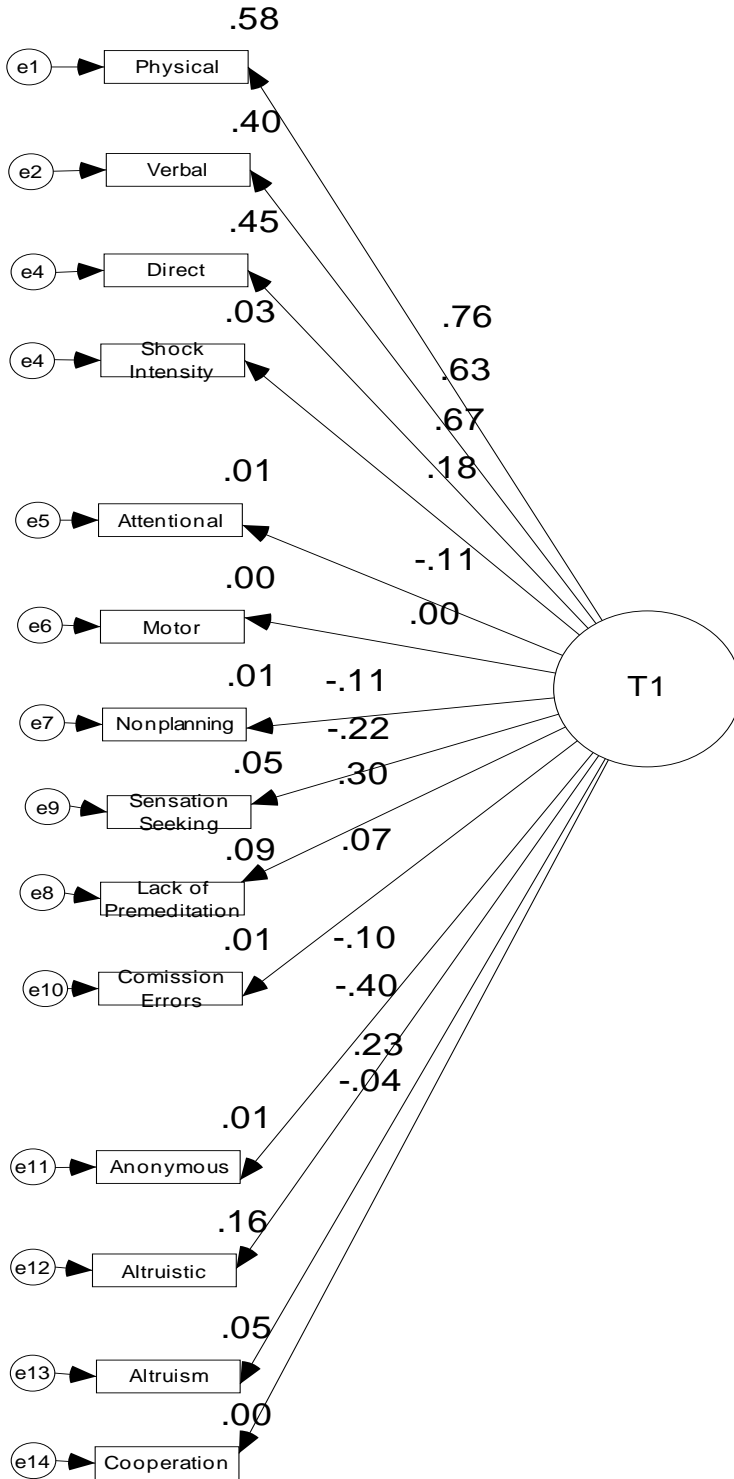 .58
e1
Physical
.40
e2
Verbal
.45
e4
Direct
.03
e4
Shock
Intensity
.76
.63
.67
.18
.01
e5
Attentional
-.11
.00
.00
e6
Motor
.01
-.11
e7
Nonplanning
-.22
T1
.05
.30
e9
Sensation
Seeking
.09
.07
e8
Lack of
Premeditation
.01
-.10
e10
Comission
Errors
-.40
.23
-.04
.01
e11
Anonymous
.16
e12
Altruistic
.05
e13
Altruism
.00
e14
Cooperation